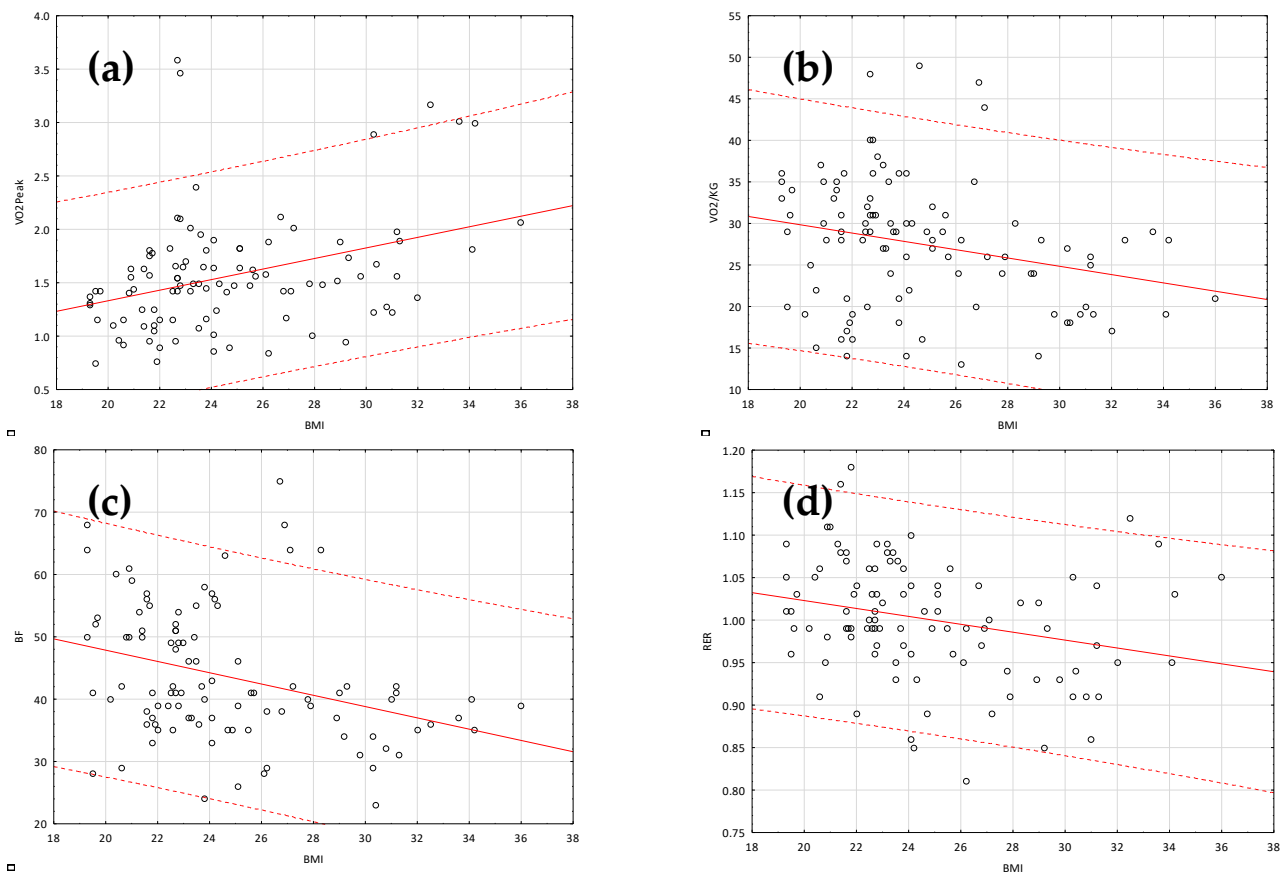 (a)
4.0
3.5
3.0
2.5
2.0
1.5
1.0
0.5
VO2Peak
18 20 22 24 26 28 30 32 34 36 38
BMI
(b)
55
50
45
40
35
30
25
20
15
10
VO2/KG
18 20 22 24 26 28 30 32 34 36 38
BMI
(c)
80
70
60
50
40
30
20
BF
18 20 22 24 26 28 30 32 34 36 38
BMI
(d)
1.20
1.15
1.10
1.05
1.00
0.95
0.90
0.85
0.80
0.75
RER
18 20 22 24 26 28 30 32 34 36 38
BMI